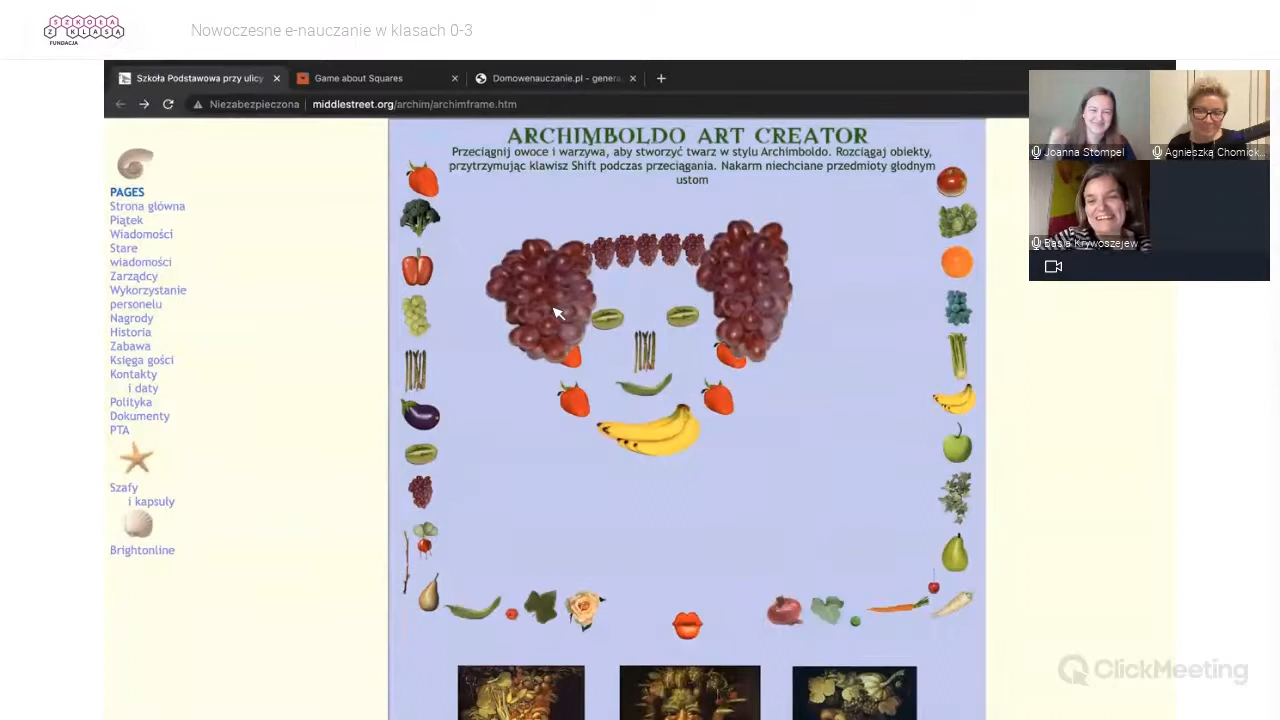 SZKOŁA
Z KLASĄ
FUNDACJA
Nowoczesne e-nauczanie w klasach 0-3
Szkoła Podstawowa przy ulicy
Game about Squares
Domowenauczanie.pl - genera
Niezabezpieczona
middlestreet.org/archim/archimframe.htm
ARCHIMBOLDO ART CREATOR
Przeciągnij owoce i warzywa, aby stworzyć twarz w stylu Archimboldo. Rozciągaj obiekty,
przytrzymując klawisz Shift podczas przeciągania. Nakarm niechciane przedmioty głodnym
ustom
PAGES
Strona główna
Piątek
Wiadomości
Stare
wiadomości
Zarządcy
Wykorzystanie
personelu
Nagrody
Historia
Zabawa
Księga gości
Kontakty
i daty
Polityka
Dokumenty
PTA
Szafy
i kapsuły
Brightonline
Joanna Stompel
Agnieszka Chomick...
Basia Krywoszejew
ClickMeeting